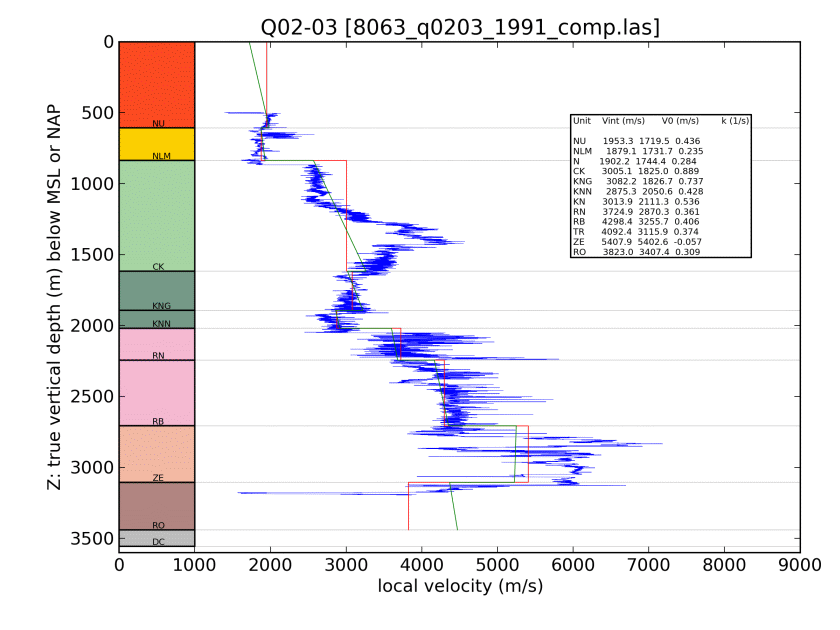 Q02-03 [8063_q0203_1991_comp.las]
Z: true vertical depth (m) below MSL or NAP
0
500
1000
1500
2000
2500
3000
3500
NU
NLM
CK
KNG
KNN
RN
RB
ZE
RO
DC
Unit Vint (m/s) V0 (m/s) k (1/s)
NU 1953.3 1719.5 0.436
NLM 1879.1 1731.7 0.235
N 1902.2 1744.4 0.284
CK 3005.1 1825.0 0.889
KNG 3082.2 1826.7 0.737
KNN 2875.3 2050.6 0.428
KN 3013.9 2111.3 0.536
RN 3724.9 2870.3 0.361
RB 4298.4 3255.7 0.406
TR 4092.4 3115.9 0.374
ZE 5407.9 5402.6 -0.057
RO 3823.0 3407.4 0.309
0 1000 2000 3000 4000 5000 6000 7000 8000 9000
local velocity (m/s)